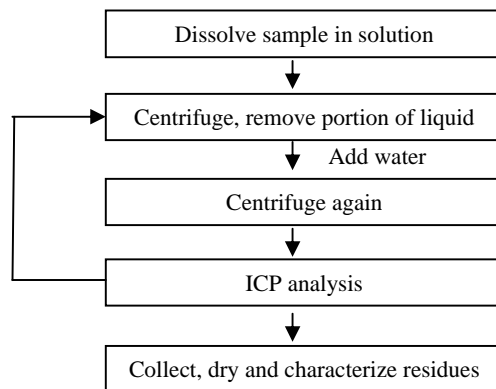 Dissolve sample in solution
Centrifuge, remove portion of liquid
Add water
Centrifuge again
ICP analysis
Collect, dry and characterize residues